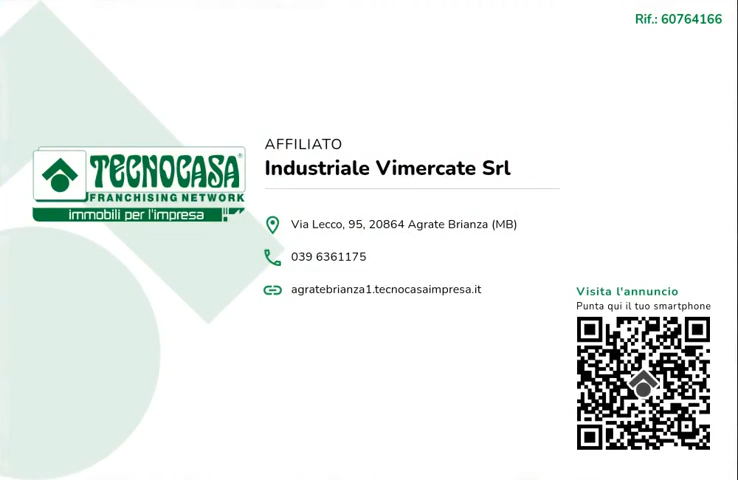 Rif.: 60764166
AFFILIATO
Industriale Vimercate Srl
TECNOCASA®
FRANCHISING NETWORK
immobili per l'impresa
Via Lecco, 95, 20864 Agrate Brianza (MB)
039 6361175
agratebrianza1.tecnocasaimpresa.it
Visita l'annuncio
Punta qui il tuo smartphone